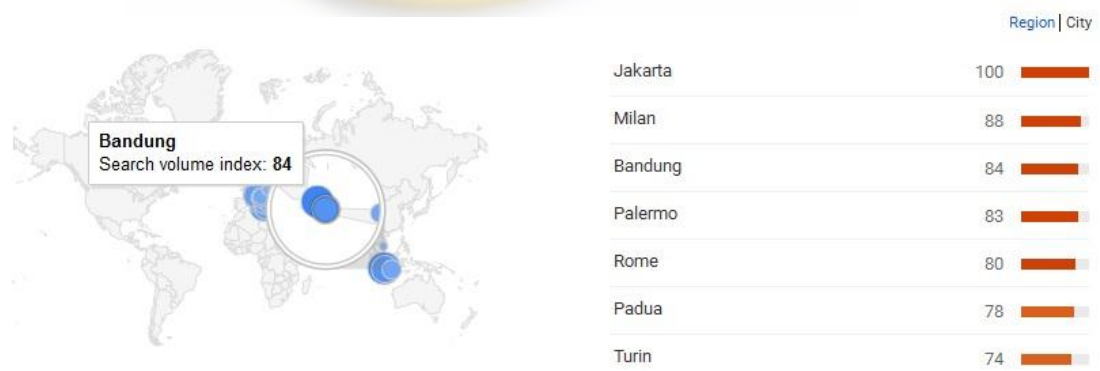 Region | City
Bandung
Search volume index: 84
Jakarta 100
Milan 88
Bandung 84
Palermo 83
Rome 80
Padua 78
Turin 74